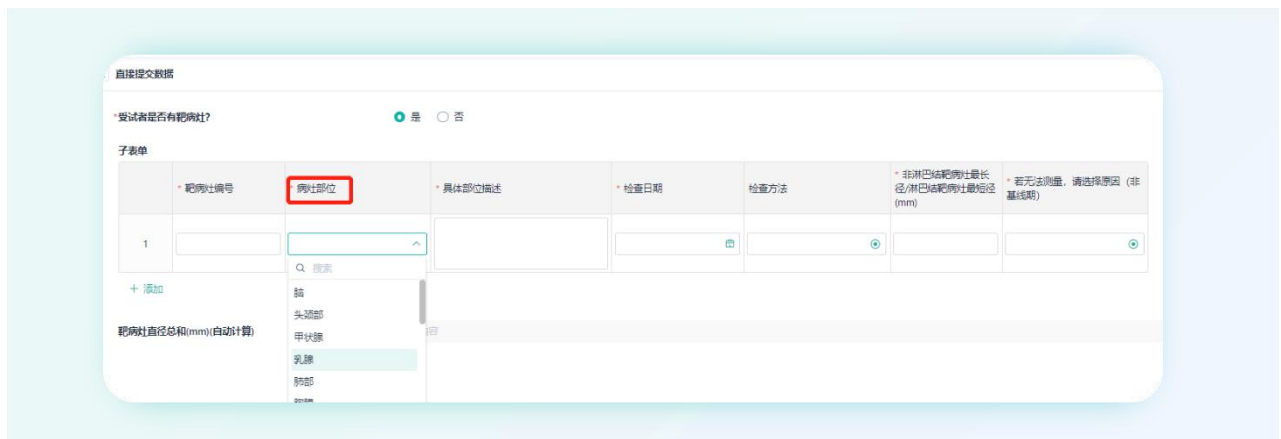 直接提交数据
*受试者是否有靶病灶?
是
否
子表单
* 靶病灶编号
* 病灶部位
* 具体部位描述
* 检查日期
检查方法
* 非淋巴结靶病灶最长
径/淋巴结靶病灶最短径
(mm)
* 若无法测量，请选择原因（非
基线期）
1
搜索
+ 添加
脑
头颈部
靶病灶直径总和(mm)(自动计算)
甲状腺
乳腺
肺部